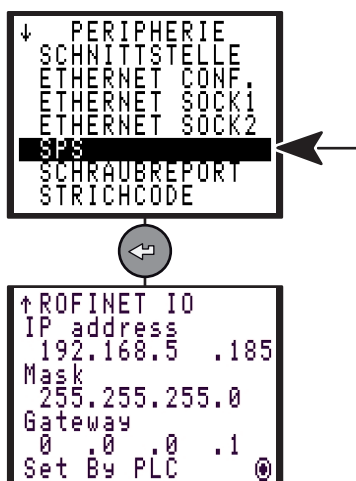 ↓ PERIPHERIE
SCHNITTSTELLE
ETHERNET CONF.
ETHERNET SOCK1
ETHERNET SOCK2
SPS
SCHRAUBREPORT
STRICHCODE
↑ROFINET IO
IP address
192.168.5 .185
Mask
255.255.255.0
Gateway
0 .0 .0 .1
Set By PLC